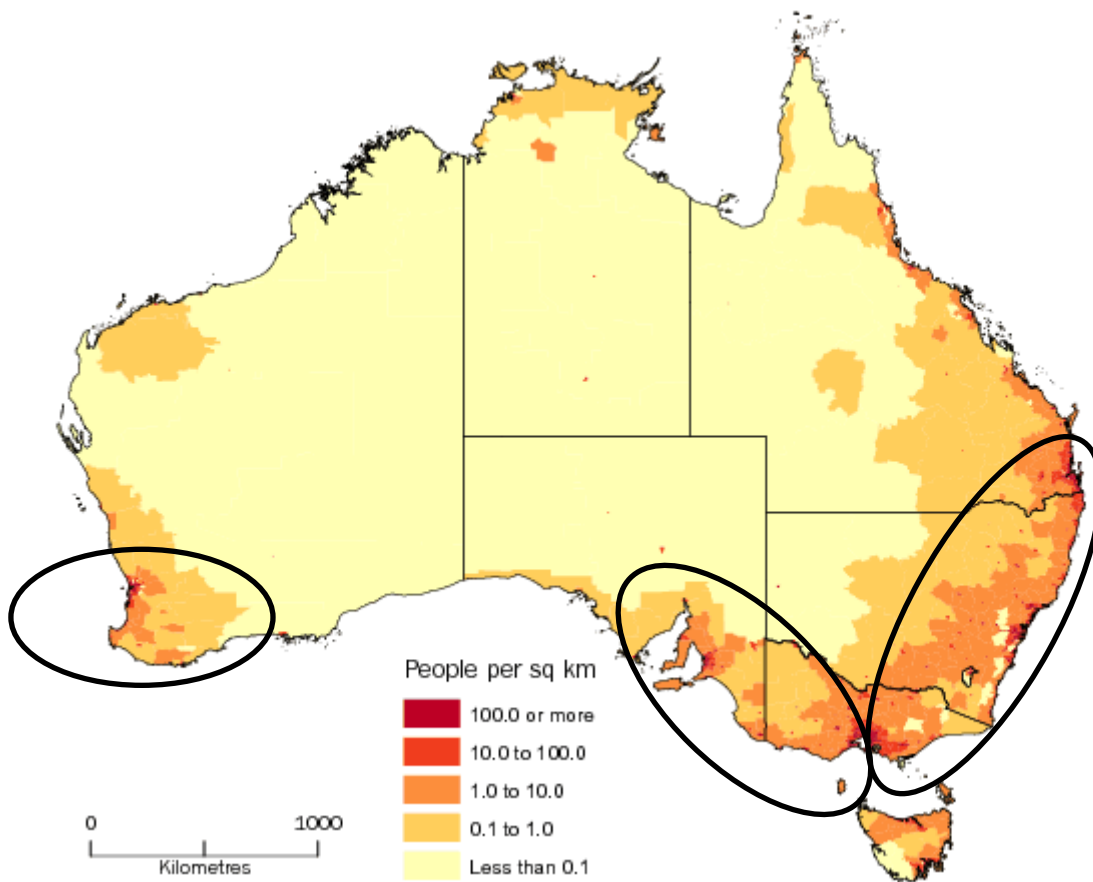 People per sq km
100.0 or more
10.0 to 100.0
1.0 to 10.0
0.1 to 1.0
Less than 0.1
0 1000
Kilometres